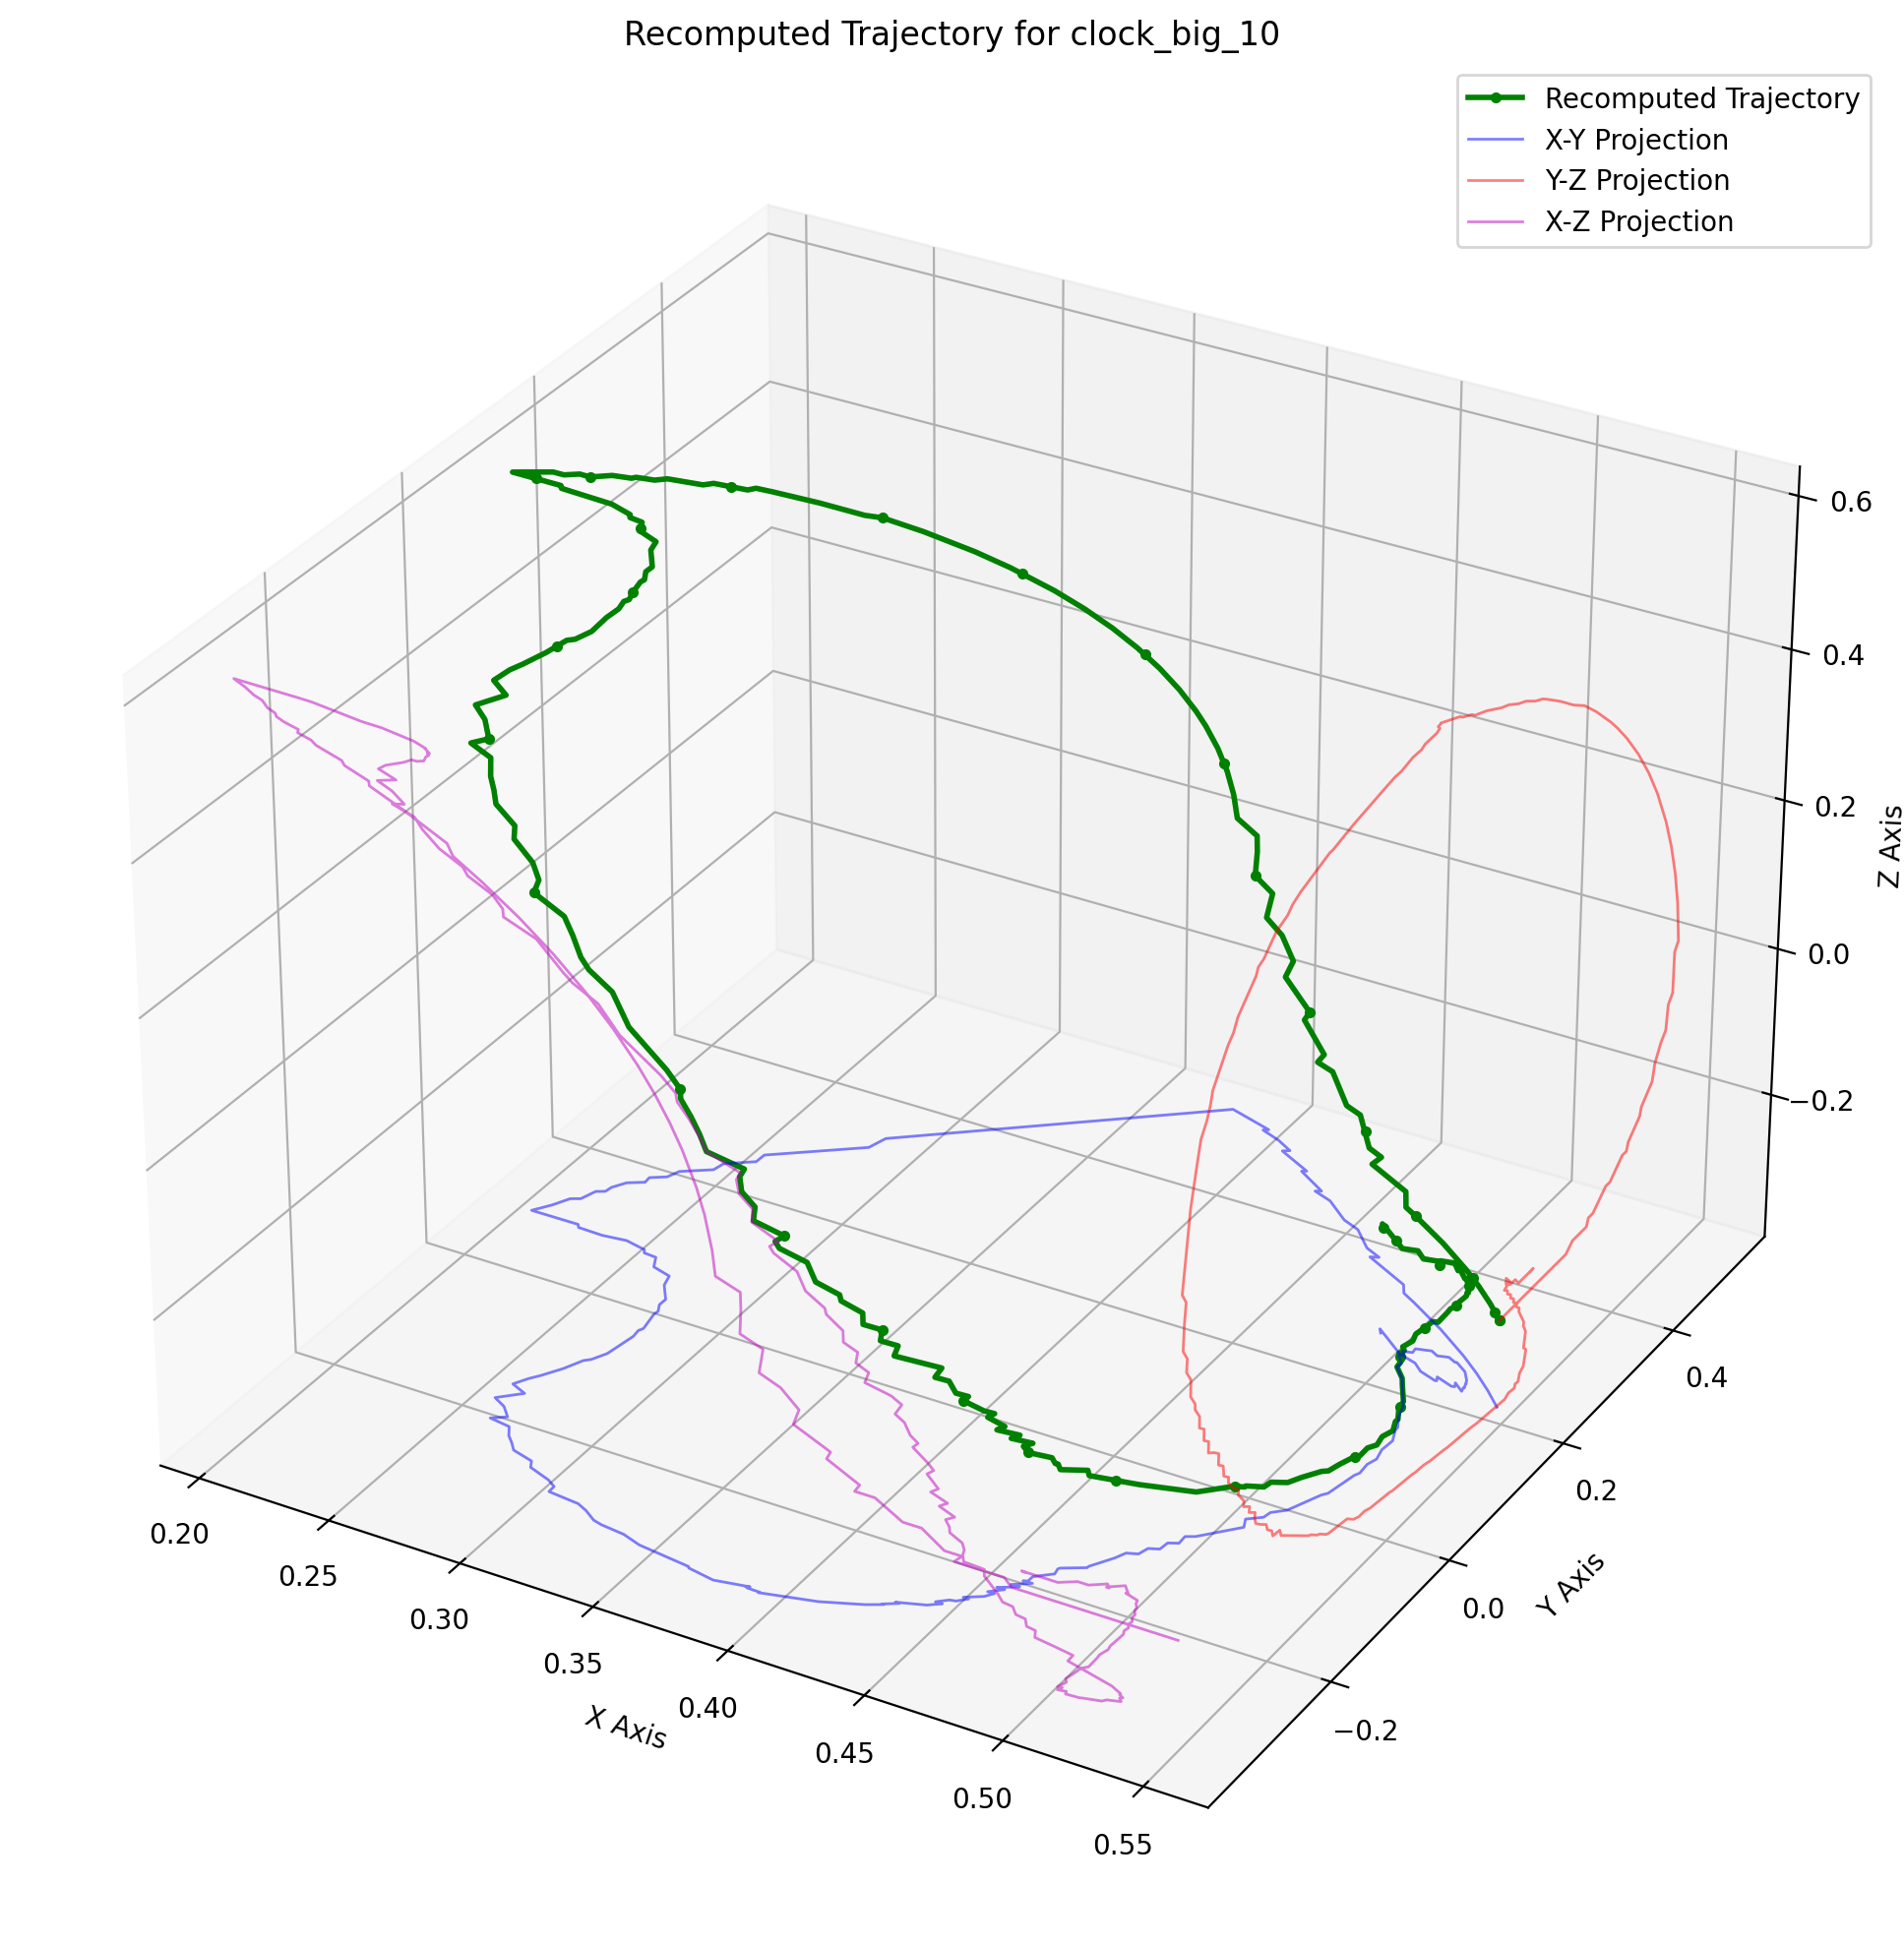 Recomputed Trajectory for clock_big_10
Recomputed Trajectory
X-Y Projection
Y-Z Projection
X-Z Projection
0.6
0.4
0.2
0.0
−0.2
Z Axis
0.4
0.2
0.0
−0.2
Y Axis
0.20
0.25
0.30
0.35
0.40
0.45
0.50
0.55
X Axis